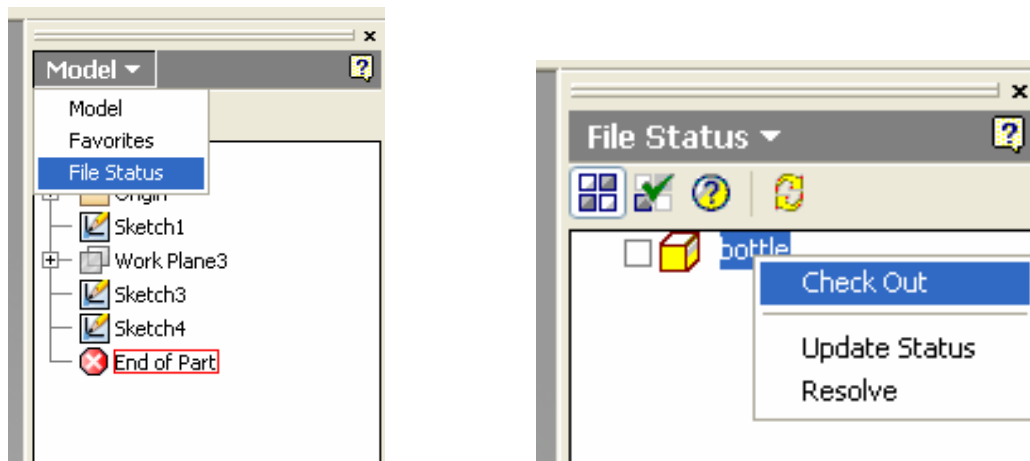 Model
Model
Favorites
File Status
Origin
Sketch1
Work Plane3
Sketch3
Sketch4
End of Part
File Status
bottle
Check Out
Update Status
Resolve